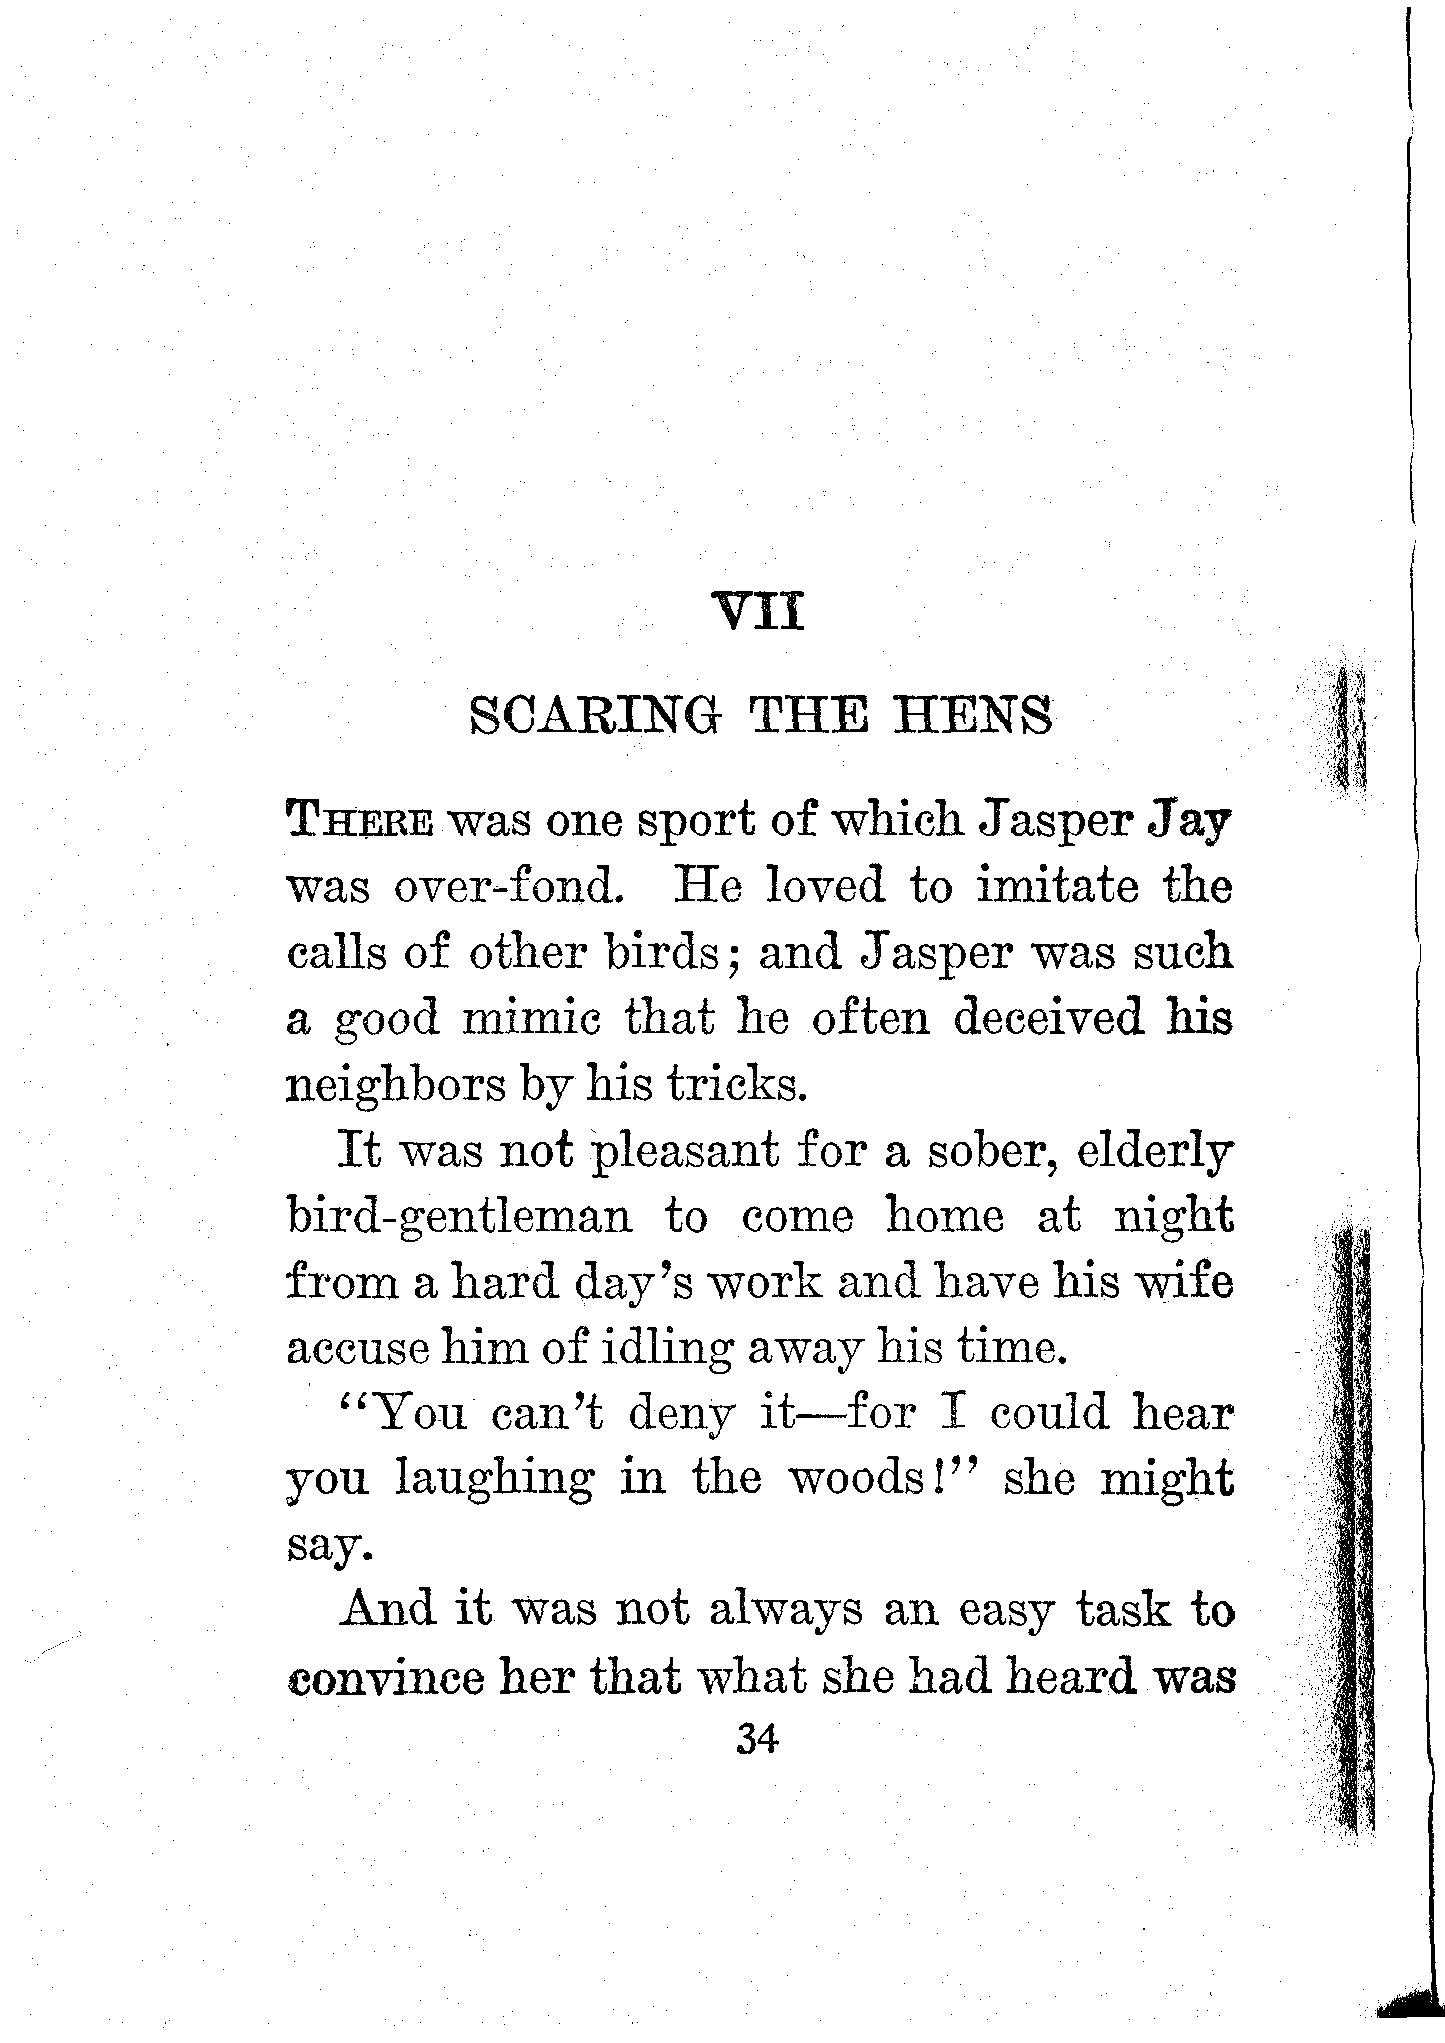 VII
SCARING THE HENS
THERE was one sport of which Jasper Jay
was over-fond. He loved to imitate the
calls of other birds; and Jasper was such
a good mimic that he often deceived his
neighbors by his tricks.
It was not pleasant for a sober, elderly
bird-gentleman to come home at night
from a hard day's work and have his wife
accuse him of idling away his time.
"You can't deny it—for I could hear
you laughing in the woods!" she might
say.
And it was not always an easy task to
convince her that what she had heard was
34